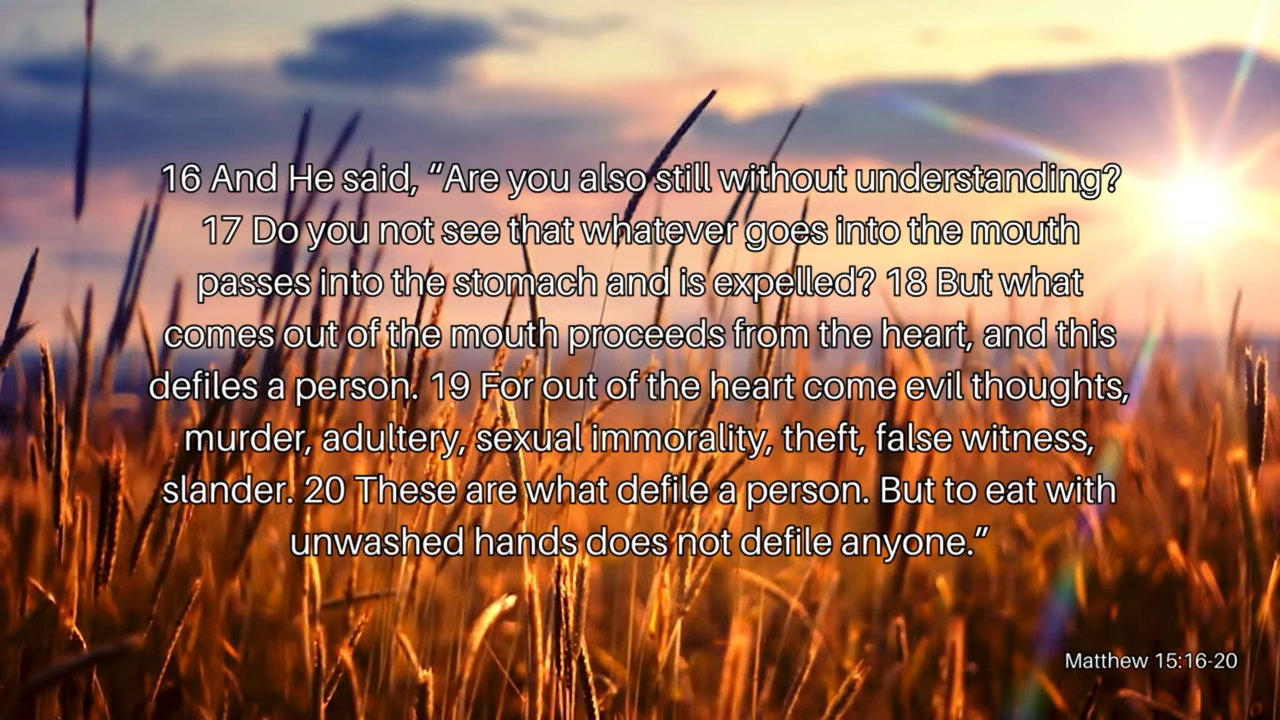 16 And He said, “Are you also still without understanding?
17 Do you not see that whatever goes into the mouth
passes into the stomach and is expelled? 18 But what
comes out of the mouth proceeds from the heart, and this
defiles a person. 19 For out of the heart come evil thoughts,
murder, adultery, sexual immorality, theft, false witness,
slander. 20 These are what defile a person. But to eat with
unwashed hands does not defile anyone.”
Matthew 15:16-20